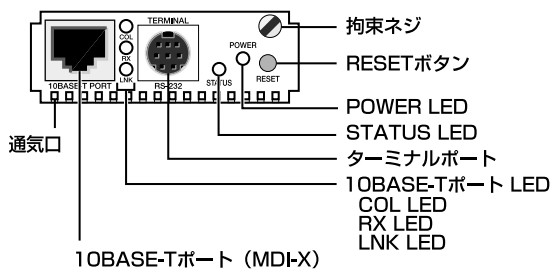 TERMINAL
COL
RX
LNK
10BASE-T PORT
RS-232
STATUS
POWER
RESET
拘束ネジ
RESETボタン
POWER LED
STATUS LED
ターミナルポート
10BASE-Tポート LED
COL LED
RX LED
LNK LED
通気口
10BASE-Tポート（MDI-X）